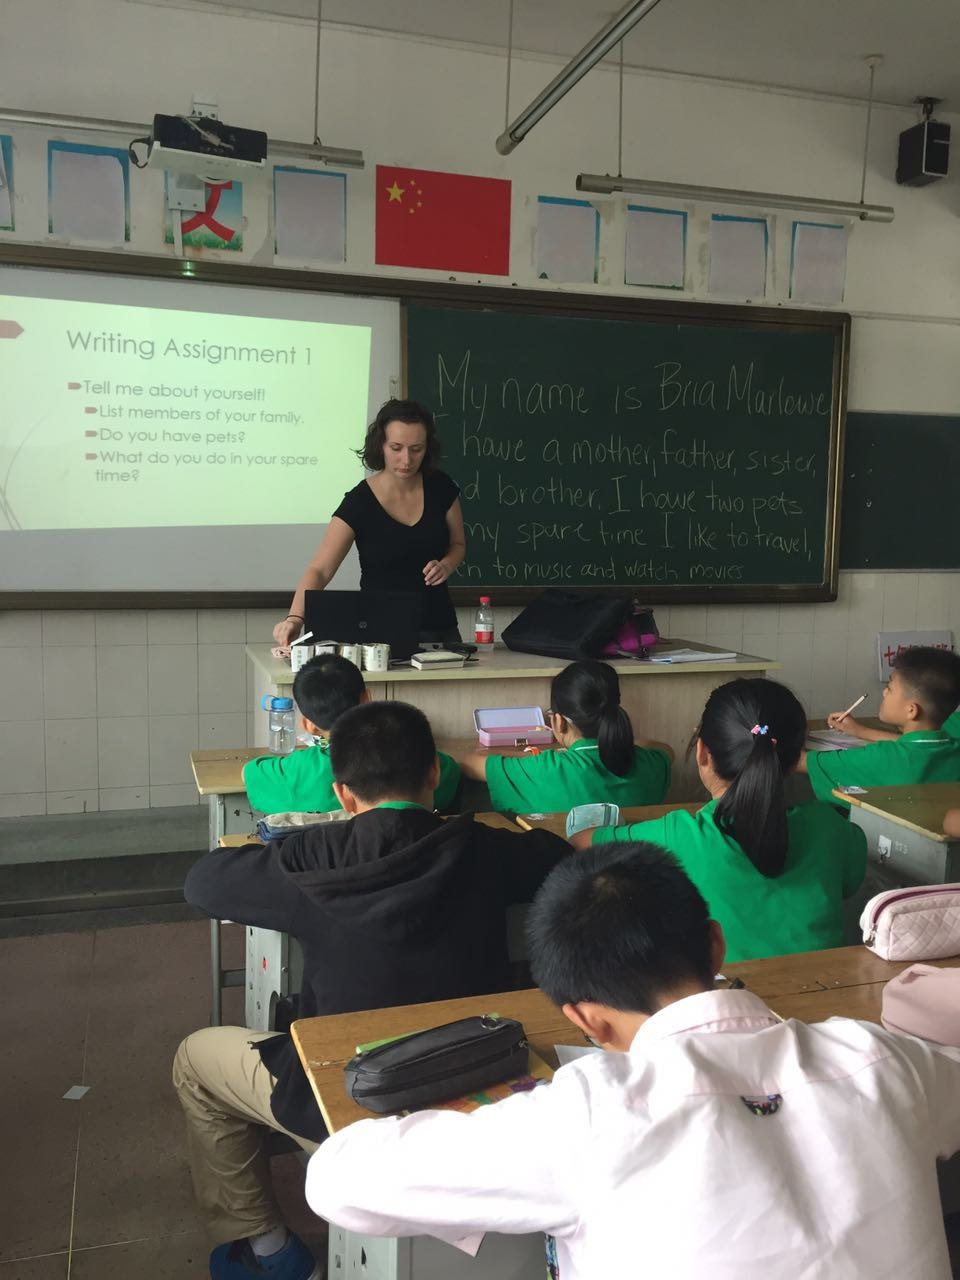 Writing Assignment 1
Tell me about yourself!
List members of your family.
Do you have pets?
What do you do in your spare
time?
My name is Bria Marlowe
I have a mother, father, sister,
brother. I have two pets
my spare time I like to travel,
to music and watch movies